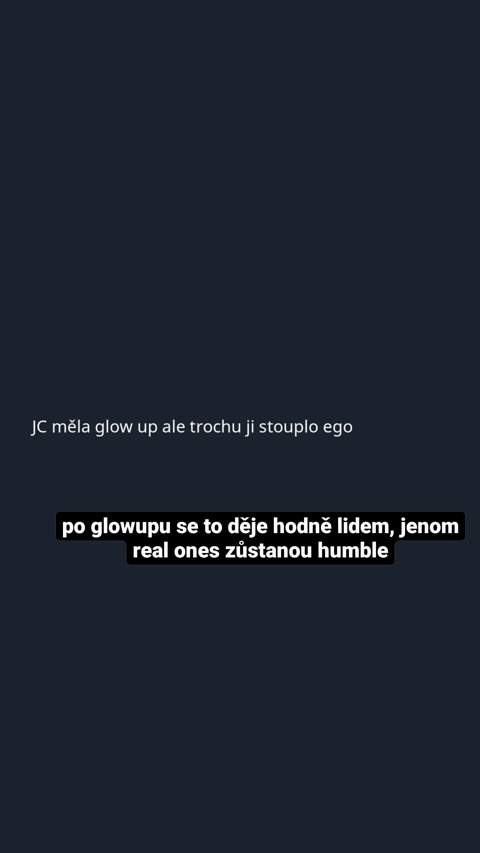 JC měla glow up ale trochu ji stouplo ego
po glowupu se to děje hodně lidem, jenom
real ones zůstanou humble